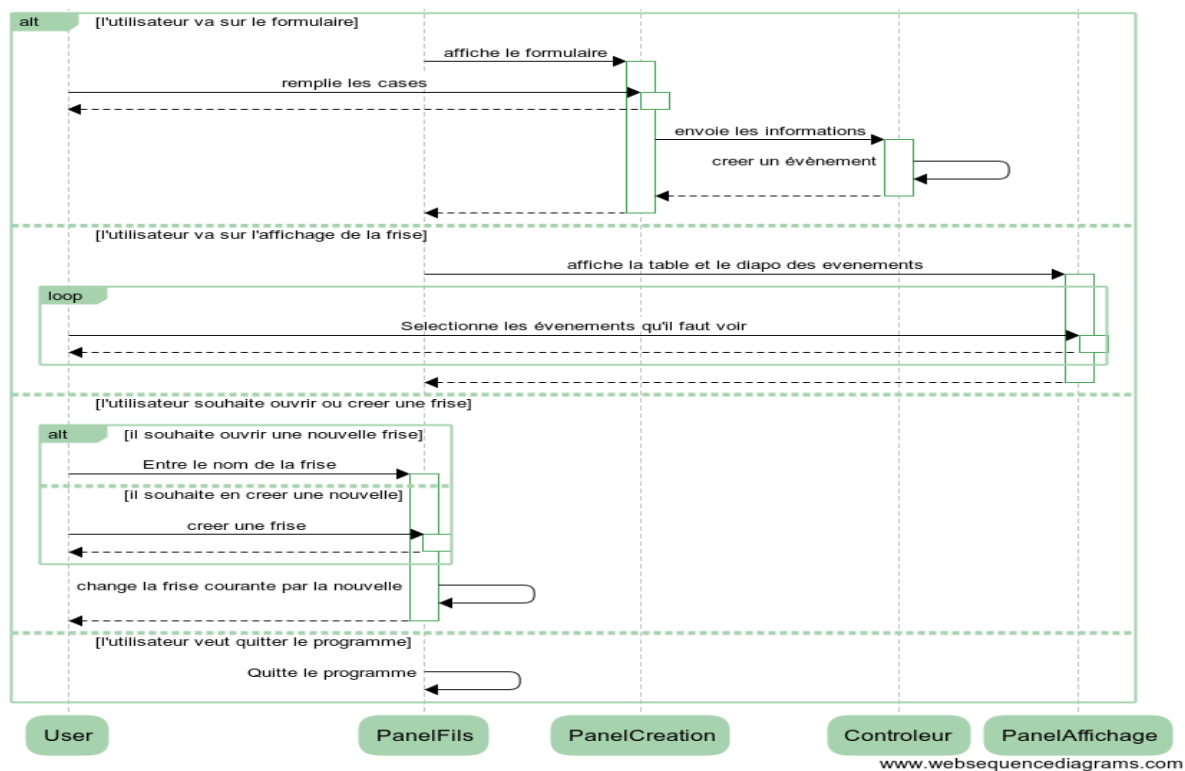 alt
[l'utilisateur va sur le formulaire]
affiche le formulaire
remplie les cases
envoie les informations
creer un évènement
[l'utilisateur va sur l'affichage de la frise]
affiche la table et le diapo des evenements
loop
Selectionne les évenements qu'il faut voir
[l'utilisateur souhaite ouvrir ou creer une frise]
alt
[il souhaite ouvrir une nouvelle frise]
Entre le nom de la frise
[il souhaite en creer une nouvelle]
creer une frise
change la frise courante par la nouvelle
[l'utilisateur veut quitter le programme]
Quitte le programme
User
PanelFils
PanelCreation
Controleur
PanelAffichage
www.websequencediagrams.com